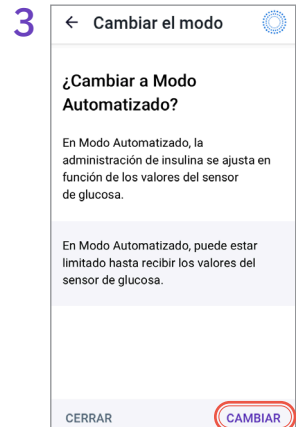 3
← Cambiar el modo
¿Cambiar a Modo
Automatizado?
En Modo Automatizado, la
administración de insulina se ajusta en
función de los valores del sensor
de glucosa.
En Modo Automatizado, puede estar
limitado hasta recibir los valores del
sensor de glucosa.
CERRAR CAMBIAR